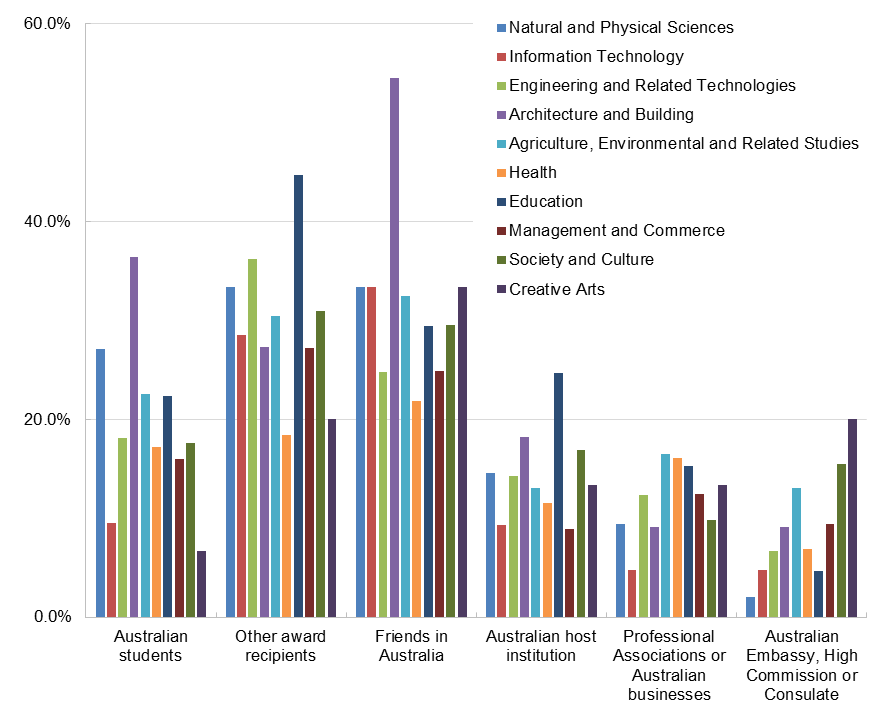 60.0%
Natural and Physical Sciences
Information Technology
Engineering and Related Technologies
Architecture and Building
Agriculture, Environmental and Related Studies
Health
Education
Management and Commerce
Society and Culture
Creative Arts
40.0%
20.0%
0.0%
Australian
students
Other award
recipients
Friends in
Australia
Australian host
institution
Professional
Associations or
Australian
businesses
Australian
Embassy, High
Commission or
Consulate